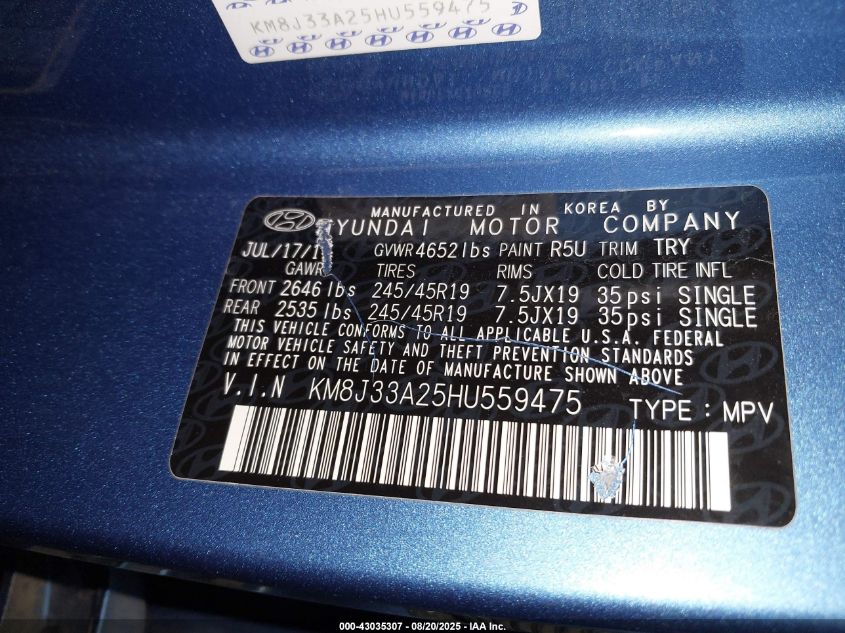 KM8J33A25HU559475
MANUFACTURED IN KOREA BY
HYUNDAI MOTOR COMPANY
JUL/17/1 GVWR 4652 lbs PAINT R5U TRIM TRY
GAWR TIRES RIMS COLD TIRE INFL
FRONT 2646 lbs 245/45R19 7.5JX19 35psi SINGLE
REAR 2535 lbs 245/45R19 7.5JX19 35psi SINGLE
THIS VEHICLE CONFORMS TO ALL APPLICABLE U.S.A. FEDERAL
MOTOR VEHICLE SAFETY AND THEFT PREVENTION STANDARDS
IN EFFECT ON THE DATE OF MANUFACTURE SHOWN ABOVE
V.I.N KM8J33A25HU559475 TYPE : MPV
000-43035307 - 08/20/2025 - IAA Inc.